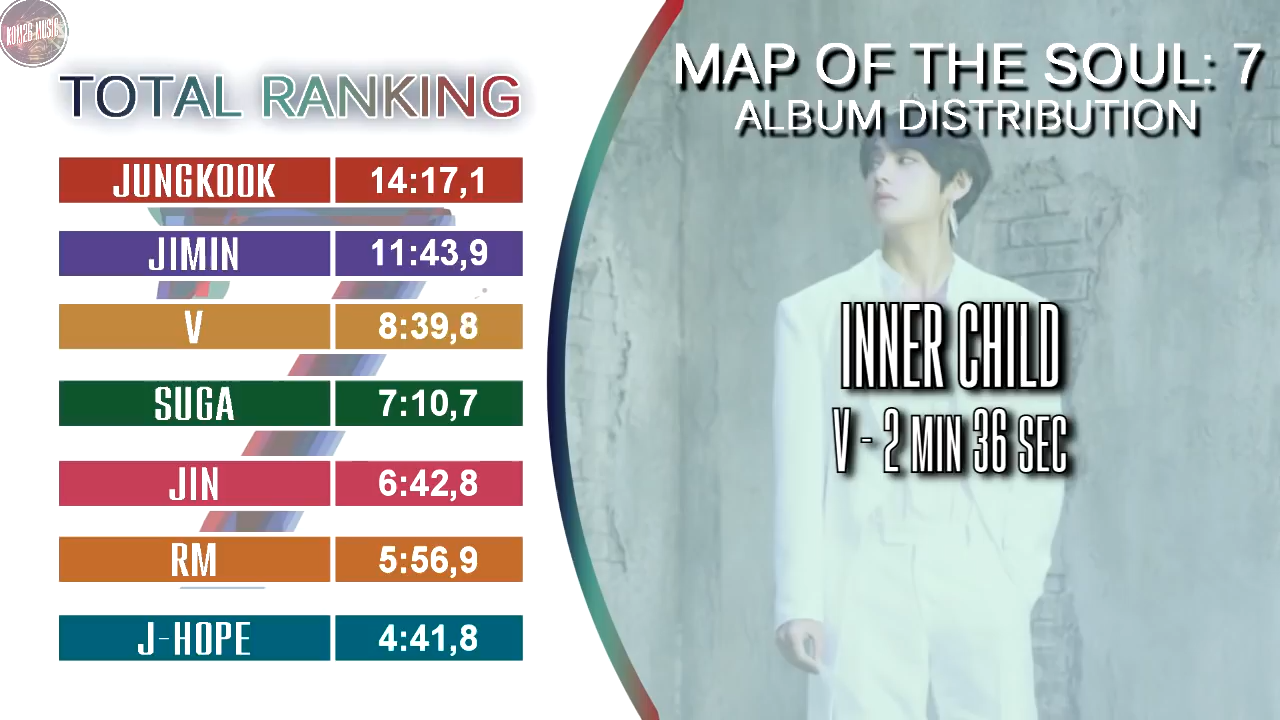 KOM26 MUSIC
TOTAL RANKING
JUNGKOOK 14:17,1
JIMIN 11:43,9
V 8:39,8
SUGA 7:10,7
JIN 6:42,8
RM 5:56,9
J-HOPE 4:41,8
MAP OF THE SOUL: 7
ALBUM DISTRIBUTION
INNER CHILD
V - 2 MIN 36 SEC